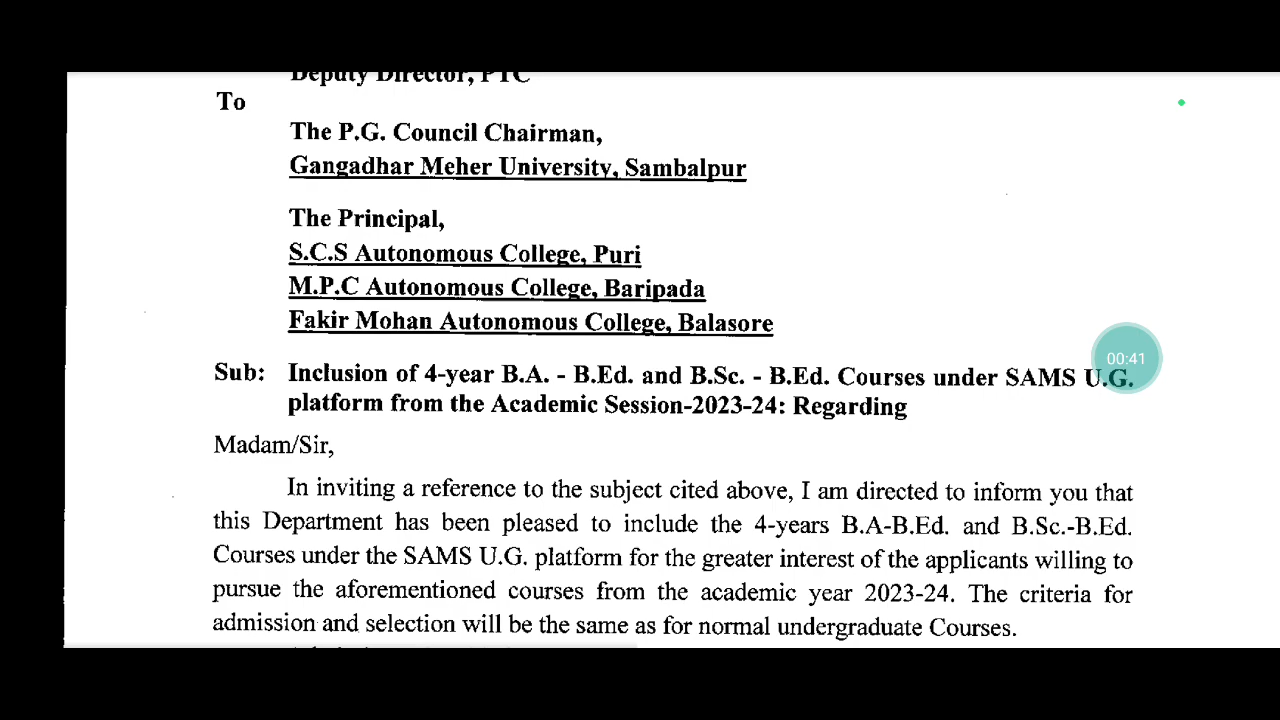 Deputy Director, PTC
To
The P.G. Council Chairman,
Gangadhar Meher University, Sambalpur
The Principal,
S.C.S Autonomous College, Puri
M.P.C Autonomous College, Baripada
Fakir Mohan Autonomous College, Balasore
Sub: Inclusion of 4-year B.A. - B.Ed. and B.Sc. - B.Ed. Courses under SAMS U.G.
platform from the Academic Session-2023-24: Regarding
00:41
Madam/Sir,
In inviting a reference to the subject cited above, I am directed to inform you that
this Department has been pleased to include the 4-years B.A-B.Ed. and B.Sc.-B.Ed.
Courses under the SAMS U.G. platform for the greater interest of the applicants willing to
pursue the aforementioned courses from the academic year 2023-24. The criteria for
admission and selection will be the same as for normal undergraduate Courses.